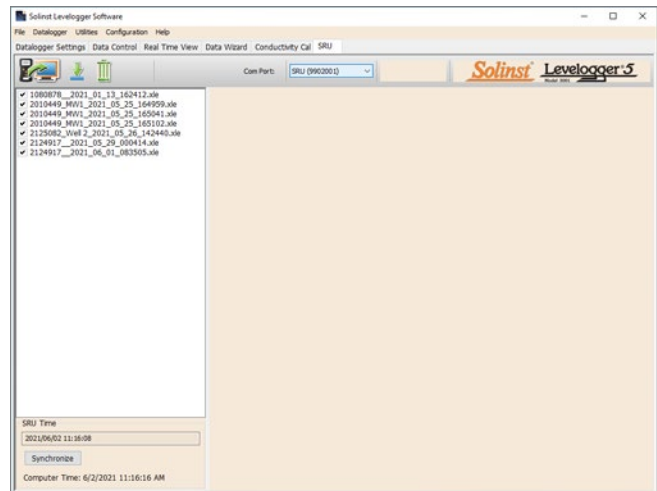 Solinst Levelogger Software
File Datalogger Utilities Configuration Help
Datalogger Settings Data Control Real Time View Data Wizard Conductivity Cal SRU
Com Port: SRU (9902001)
Solinst Levelogger 5
1080878__2021_01_13_162412.xle
2010449_MW1_2021_05_25_164959.xle
2010449_MW1_2021_05_25_165041.xle
2010449_MW1_2021_05_25_165102.xle
2125082_Well 2_2021_05_26_142440.xle
2124917__2021_05_29_000414.xle
2124917__2021_06_01_083505.xle
SRU Time
2021/06/02 11:16:08
Synchronize
Computer Time: 6/2/2021 11:16:16 AM